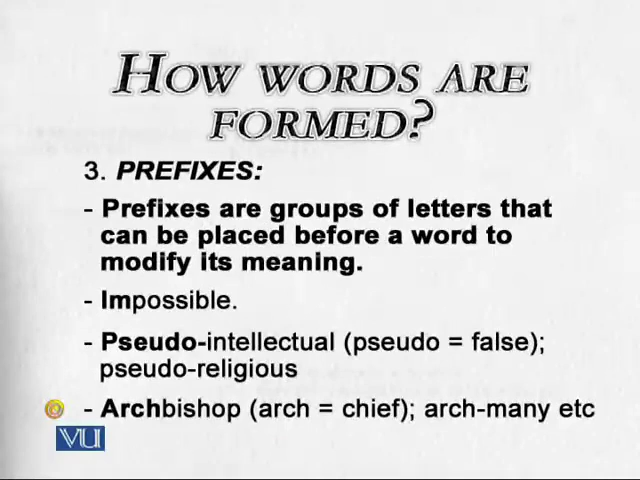 HOW WORDS ARE
FORMED?
3. PREFIXES:
- Prefixes are groups of letters that
can be placed before a word to
modify its meaning.
- Impossible.
- Pseudo-intellectual (pseudo = false);
pseudo-religious
- Archbishop (arch = chief); arch-many etc
VU